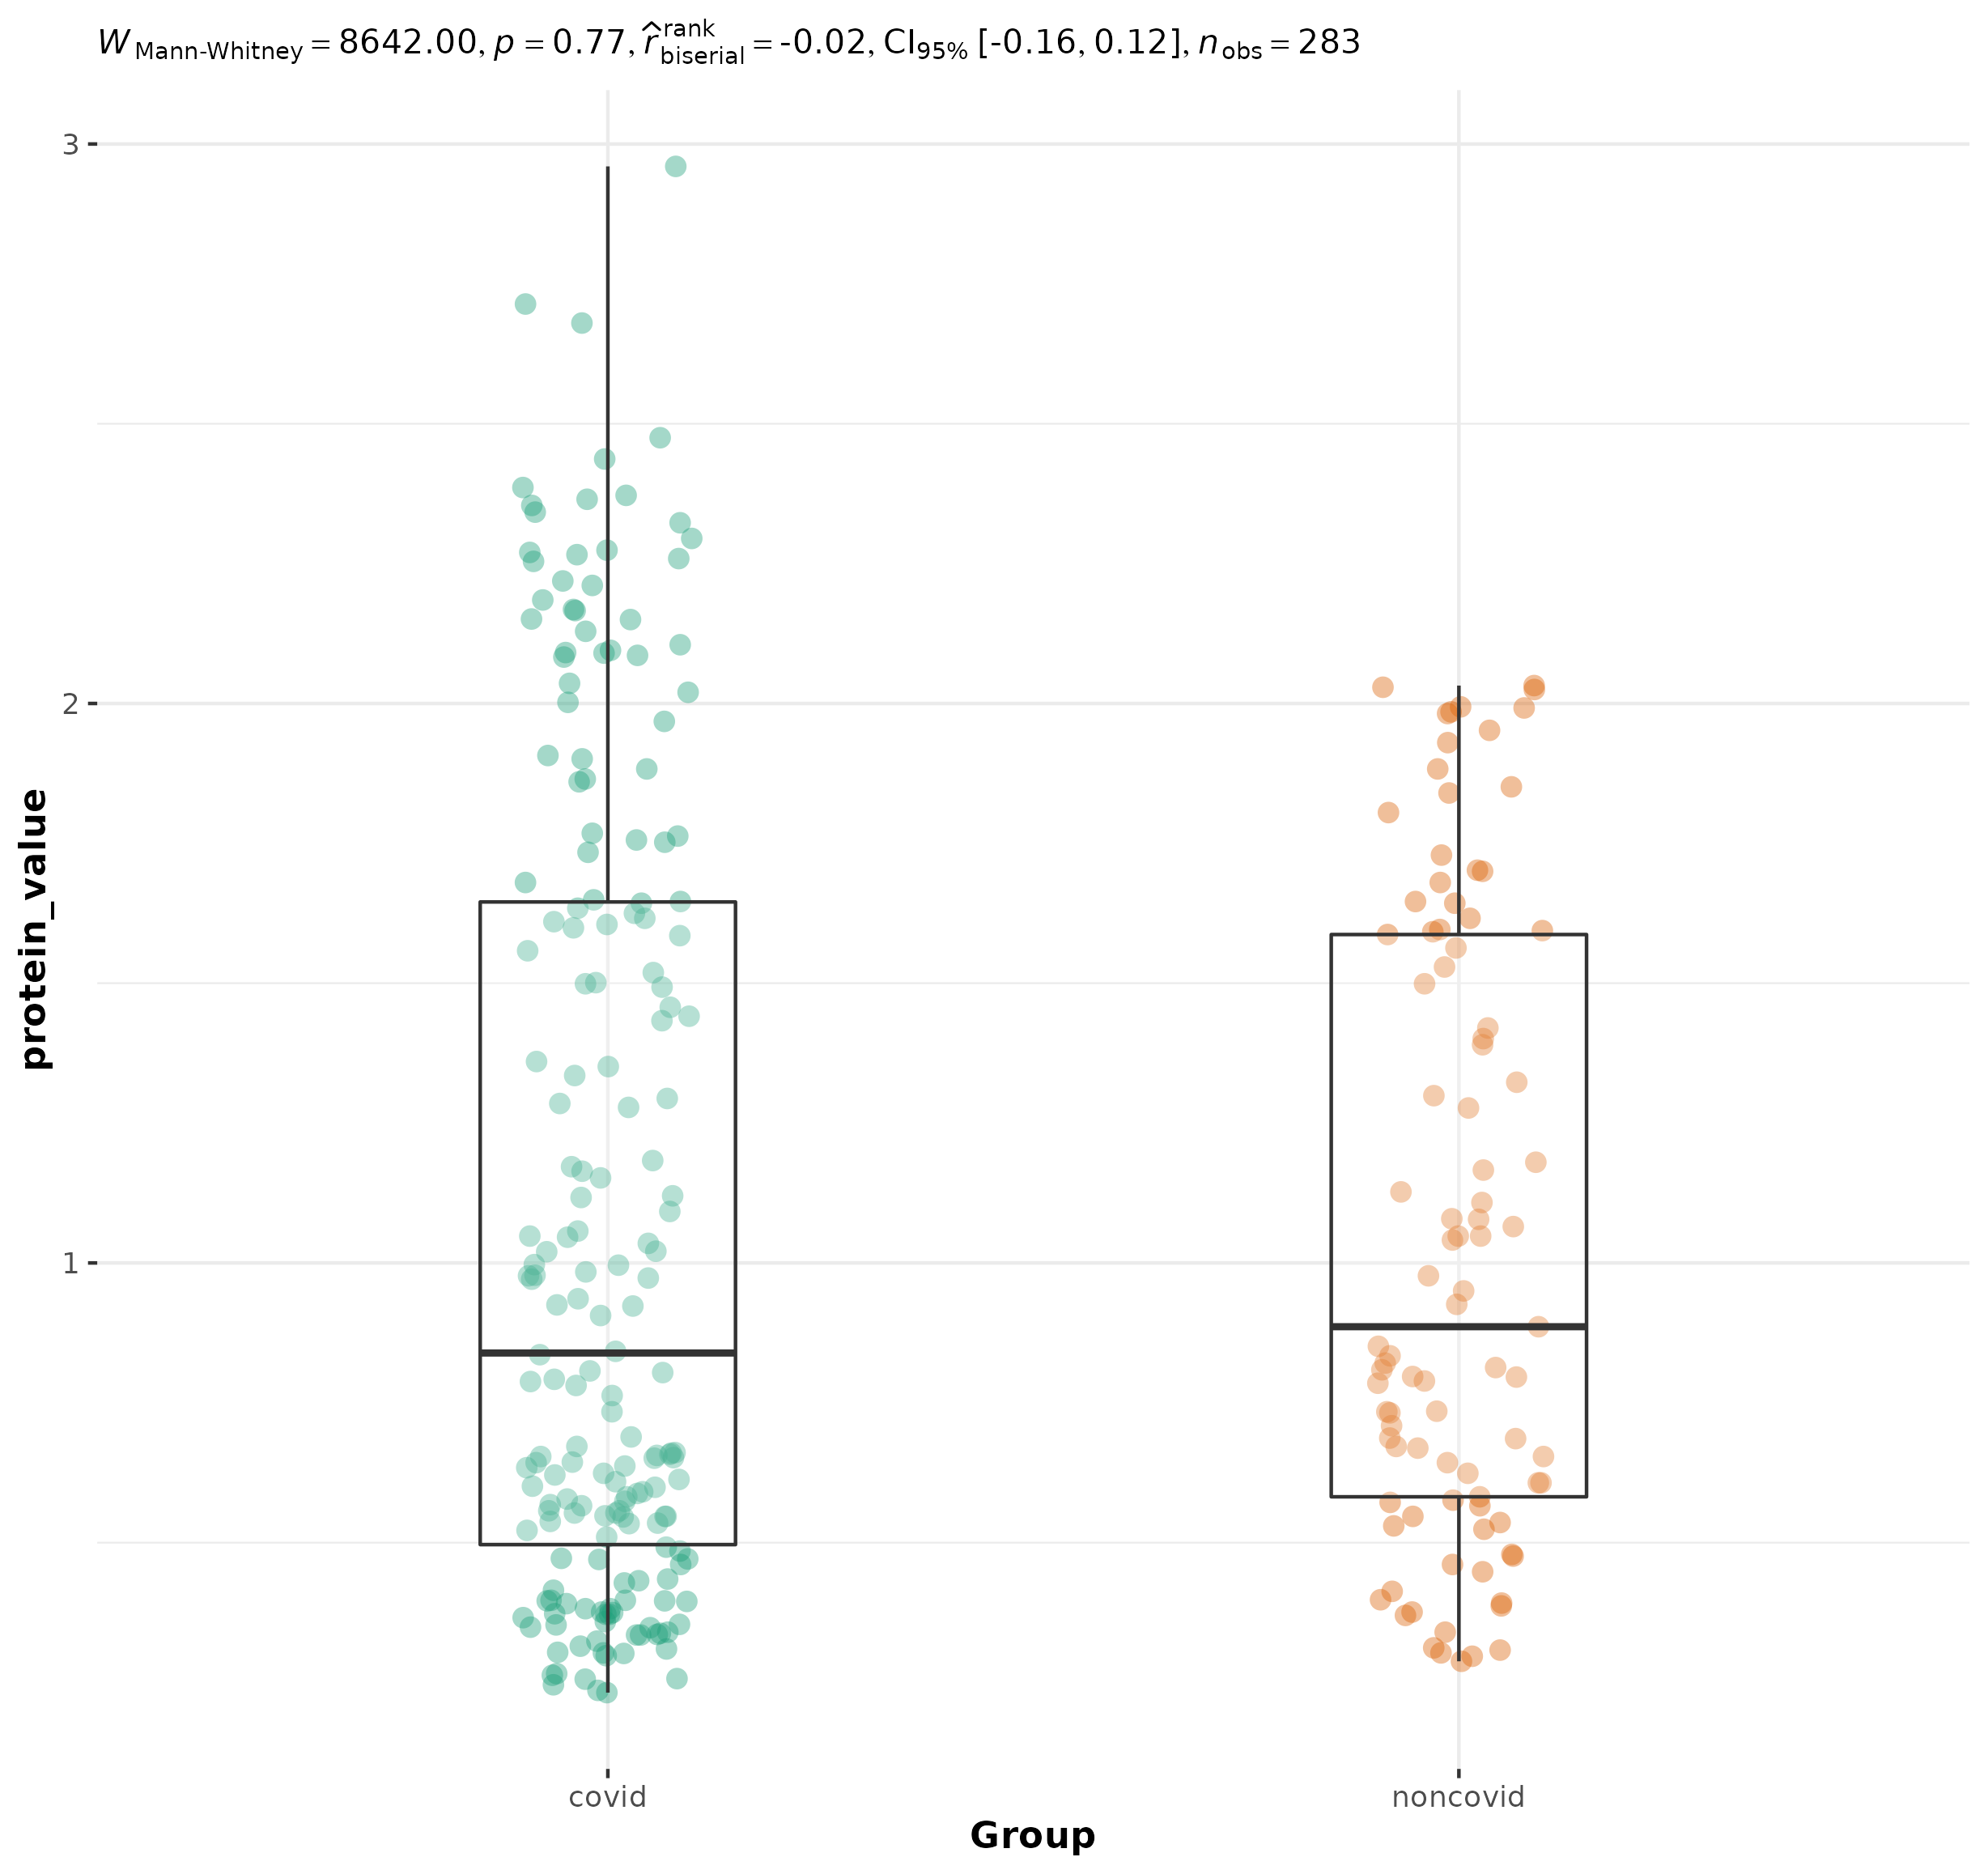 W Mann-Whitney = 8642.00, p = 0.77, r̂ rank biserial = -0.02, CI95% [-0.16, 0.12], n obs = 283
3
2
1
protein_value
covid noncovid
Group